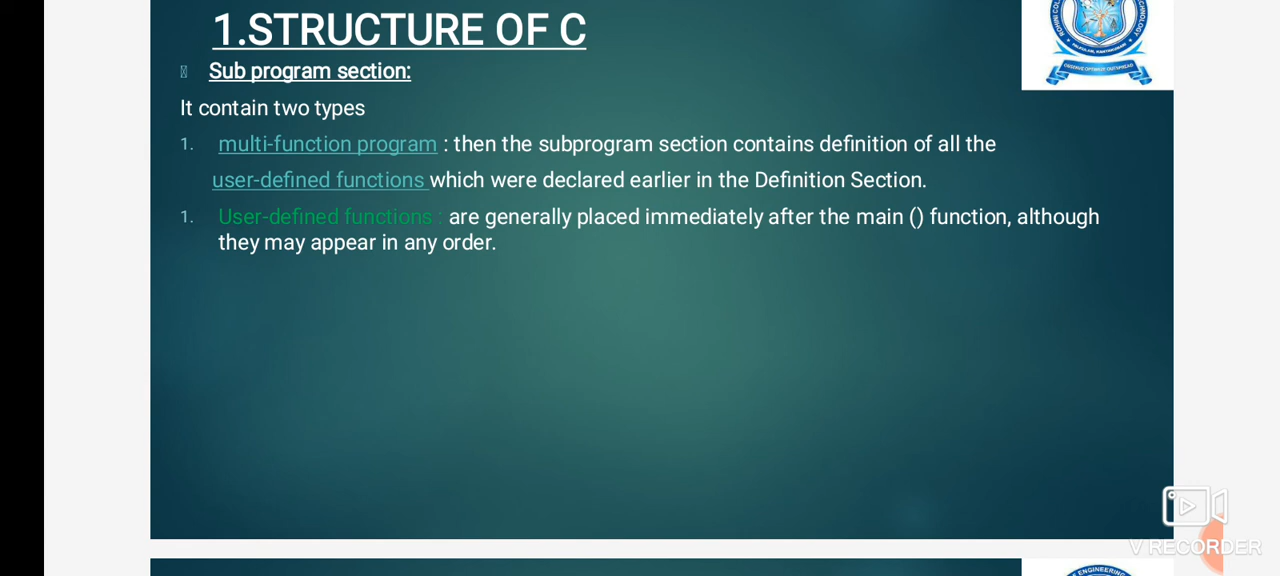 1.STRUCTURE OF C
Sub program section:
It contain two types
1. multi-function program : then the subprogram section contains definition of all the
user-defined functions which were declared earlier in the Definition Section.
1. User-defined functions : are generally placed immediately after the main () function, although
they may appear in any order.
V RECORDER